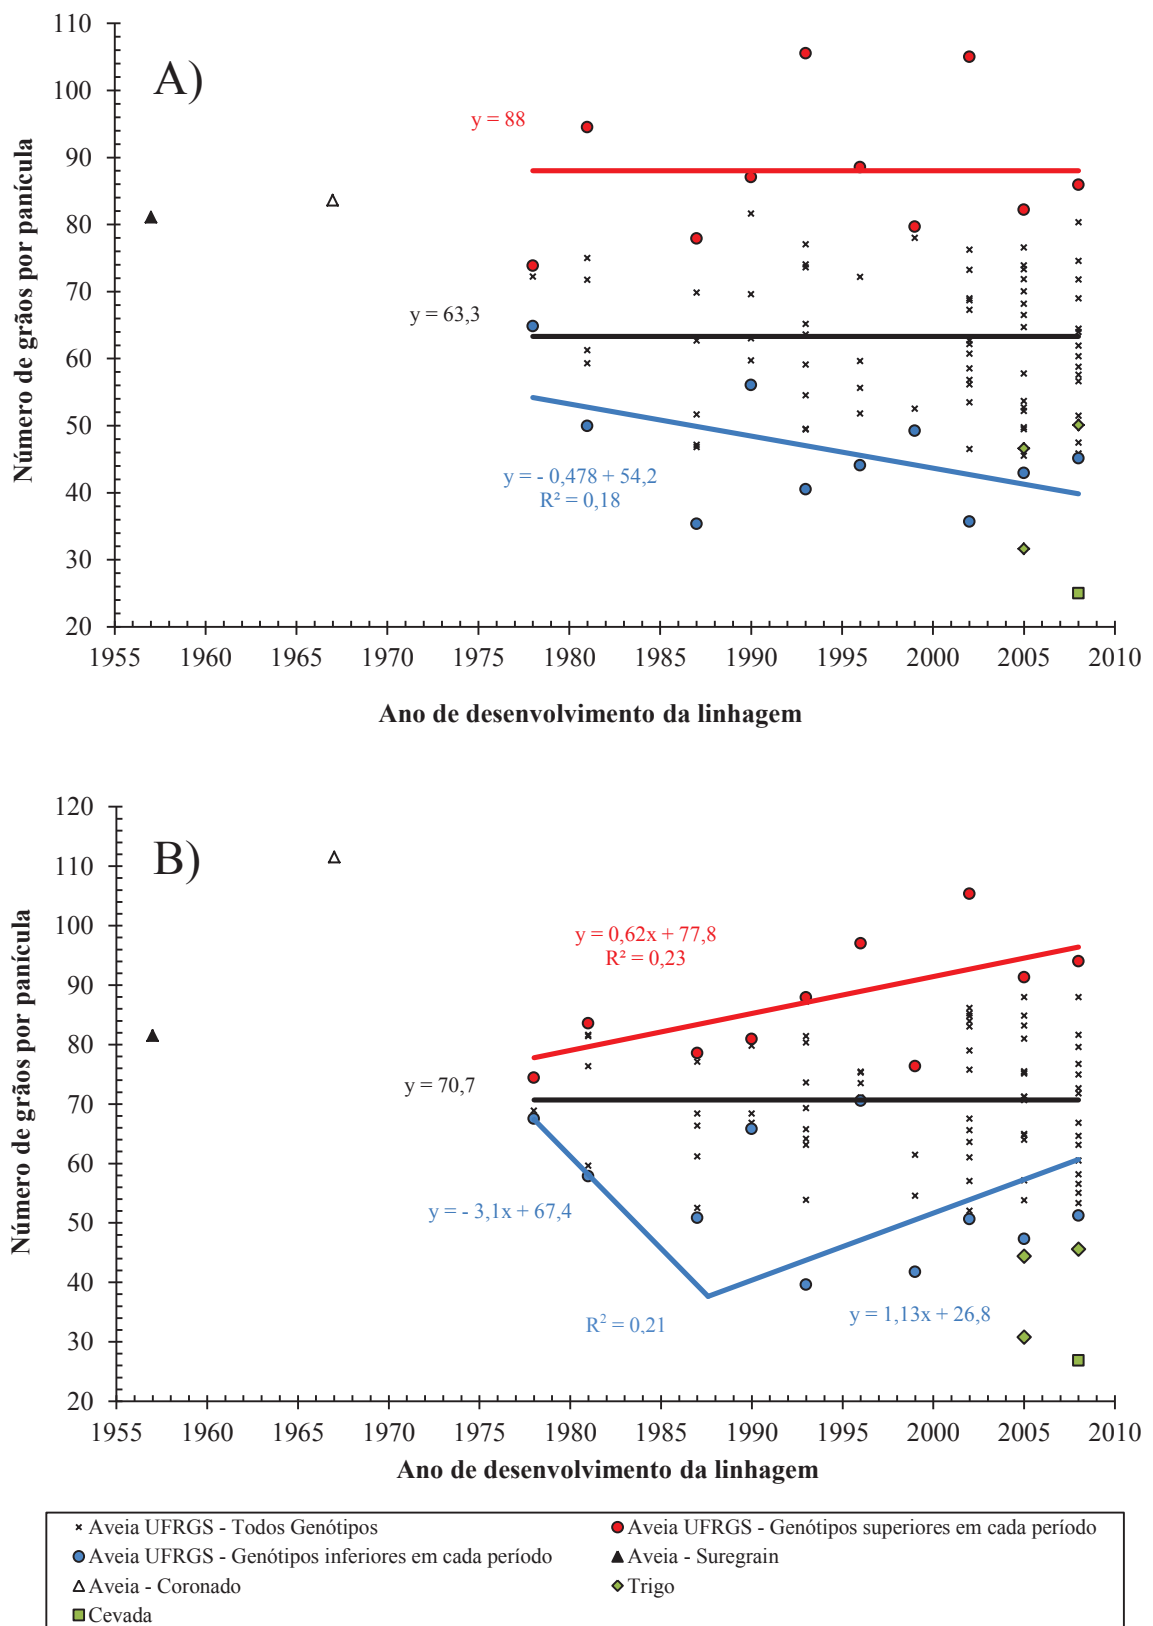 A)
Número de grãos por panícula
110
100
90
80
70
60
50
40
30
20
y = 88
y = 63,3
y = - 0,478 + 54,2
R² = 0,18
1955 1960 1965 1970 1975 1980 1985 1990 1995 2000 2005 2010
Ano de desenvolvimento da linhagem
B)
Número de grãos por panícula
120
110
100
90
80
70
60
50
40
30
20
y = 0,62x + 77,8
R² = 0,23
y = 70,7
y = - 3,1x + 67,4
R² = 0,21
y = 1,13x + 26,8
1955 1960 1965 1970 1975 1980 1985 1990 1995 2000 2005 2010
Ano de desenvolvimento da linhagem
Aveia UFRGS - Todos Genótipos
Aveia UFRGS - Genótipos superiores em cada período
Aveia UFRGS - Genótipos inferiores em cada período
Aveia - Suregrain
Aveia - Coronado
Trigo
Cevada